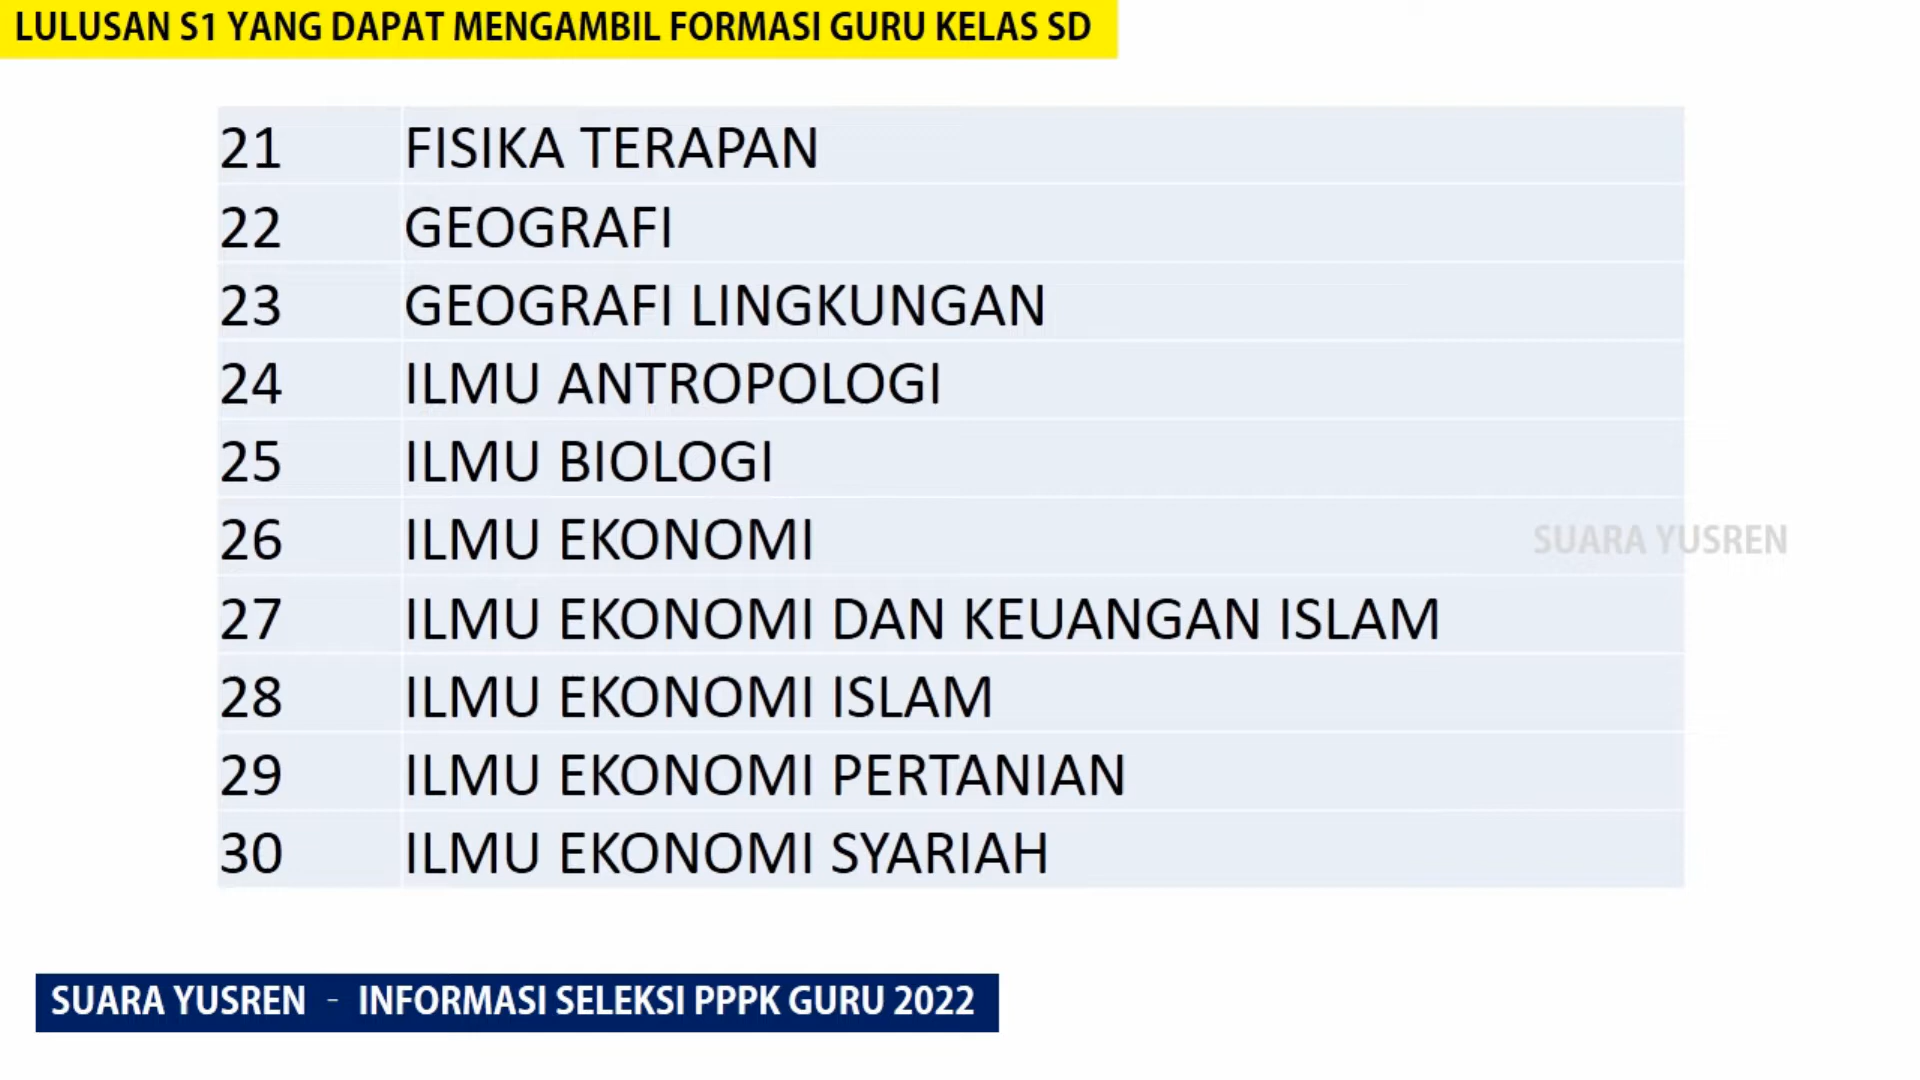 LULUSAN S1 YANG DAPAT MENGAMBIL FORMASI GURU KELAS SD
21 FISIKA TERAPAN
22 GEOGRAFI
23 GEOGRAFI LINGKUNGAN
24 ILMU ANTROPOLOGI
25 ILMU BIOLOGI
26 ILMU EKONOMI
SUARA YUSREN
27 ILMU EKONOMI DAN KEUANGAN ISLAM
28 ILMU EKONOMI ISLAM
29 ILMU EKONOMI PERTANIAN
30 ILMU EKONOMI SYARIAH
SUARA YUSREN - INFORMASI SELEKSI PPPK GURU 2022